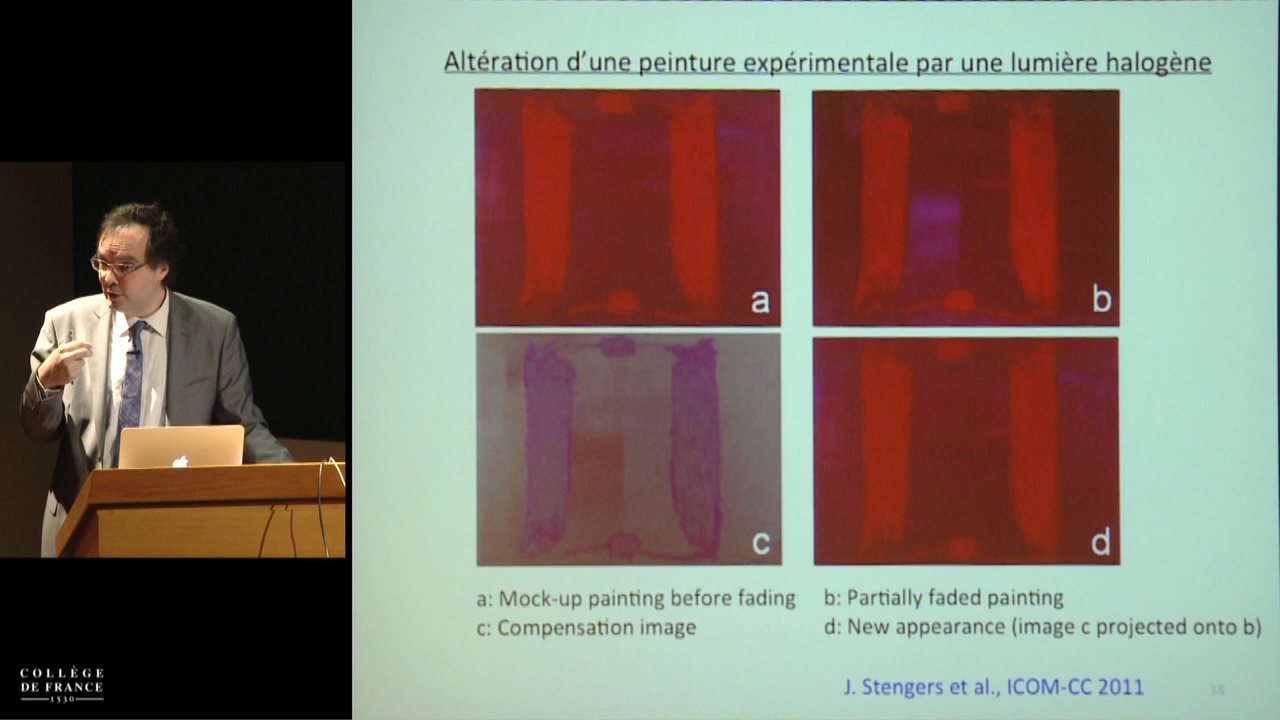 Altération d'une peinture expérimentale par une lumière halogène
a
b
c
d
a: Mock-up painting before fading
b: Partially faded painting
c: Compensation image
d: New appearance (image c projected onto b)
J. Stengers et al., ICOM-CC 2011
38
COLLÈGE
DE FRANCE
1530